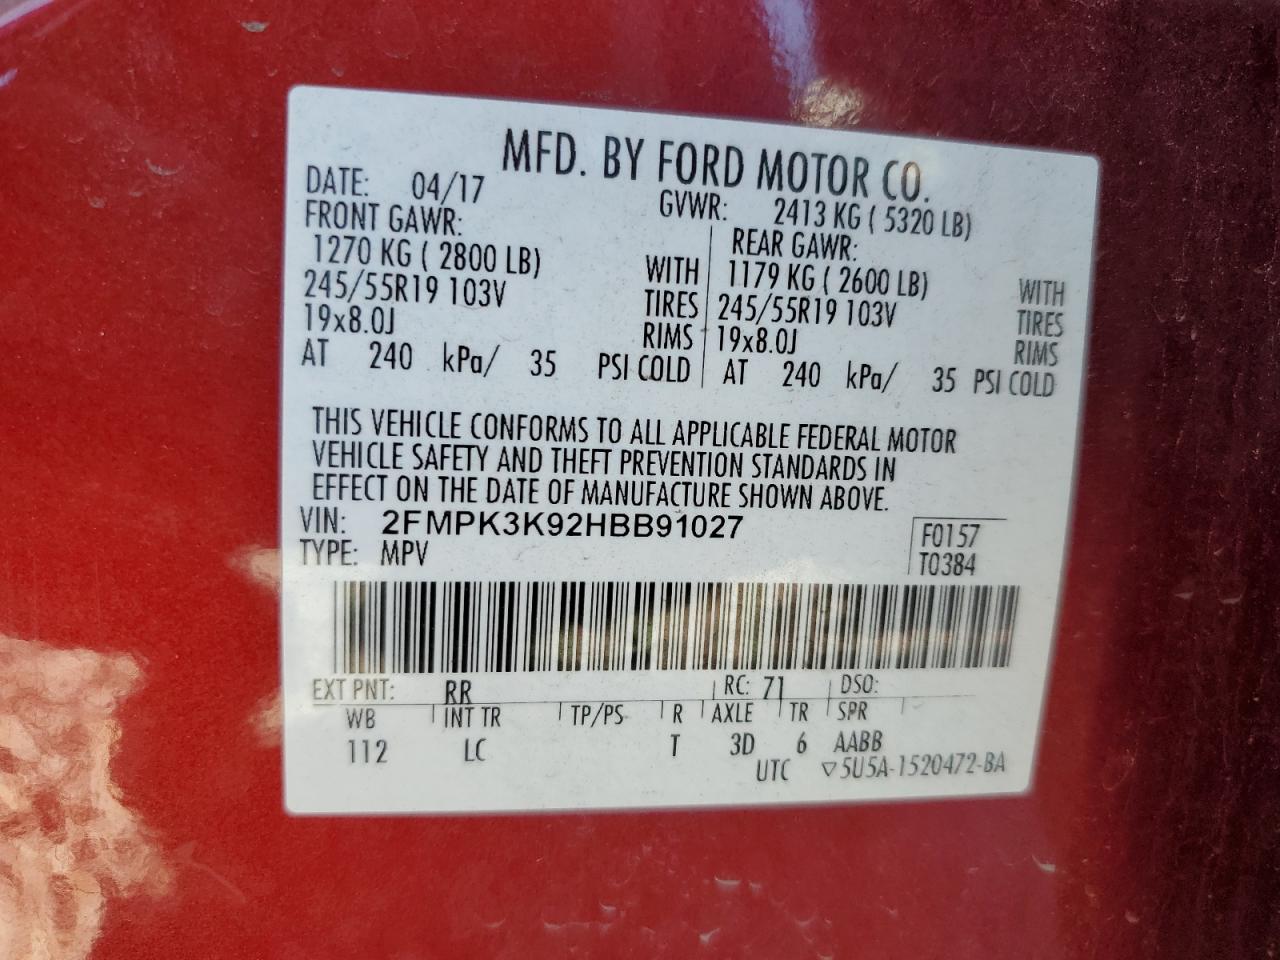 MFD. BY FORD MOTOR CO.
DATE: 04/17 GVWR: 2413 KG ( 5320 LB)
FRONT GAWR: REAR GAWR:
1270 KG ( 2800 LB) WITH 1179 KG ( 2600 LB) WITH
245/55R19 103V TIRES 245/55R19 103V TIRES
19x8.0J RIMS 19x8.0J RIMS
AT 240 kPa/ 35 PSI COLD AT 240 kPa/ 35 PSI COLD
THIS VEHICLE CONFORMS TO ALL APPLICABLE FEDERAL MOTOR
VEHICLE SAFETY AND THEFT PREVENTION STANDARDS IN
EFFECT ON THE DATE OF MANUFACTURE SHOWN ABOVE.
VIN: 2FMPK3K92HBB91027 F0157
TYPE: MPV T0384
EXT PNT: RR RC: 71 DSO:
WB INT TR TP/PS R AXLE TR SPR
112 LC T 3D 6 AABB
UTC ▽5U5A-1520472-BA